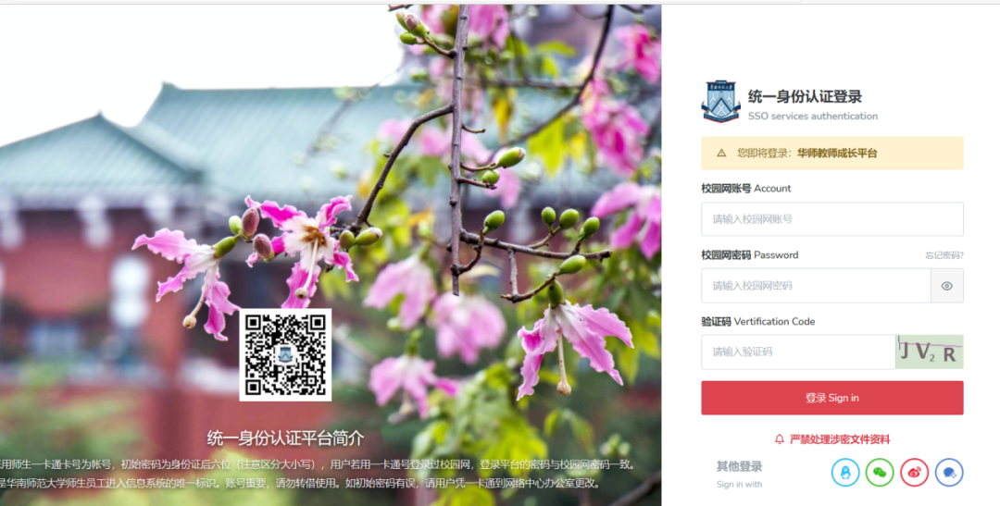 统一身份认证登录
SSO services authentication
您即将登录：华师教师成长平台
校园网账号 Account
请输入校园网账号
校园网密码 Password
忘记密码?
请输入校园网密码
验证码 Vertification Code
请输入验证码
JV2R
登录 Sign in
严禁处理涉密文件资料
其他登录
Sign in with
统一身份认证平台简介
用师生一卡通卡号为帐号，初始密码为身份证后六位（注意区分大小写），用户若用一卡通号登录过校园网，登录平台的密码与校园网密码一致。
是华南师范大学师生员工进入信息系统的唯一标识。账号重要，请勿转借使用。如初始密码有误，请用户凭一卡通到网络中心办公室更改。